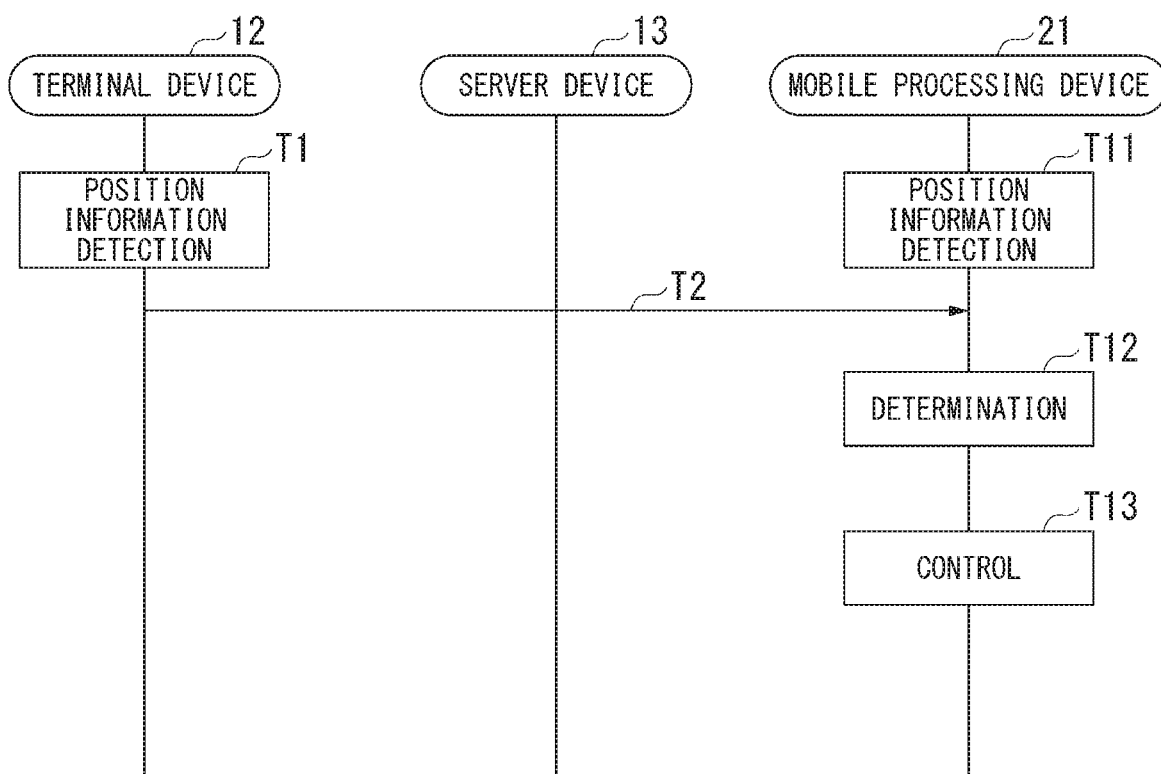 12
13
21
TERMINAL DEVICE
SERVER DEVICE
MOBILE PROCESSING DEVICE
T1
T11
POSITION
INFORMATION
DETECTION
POSITION
INFORMATION
DETECTION
T2
T12
DETERMINATION
T13
CONTROL